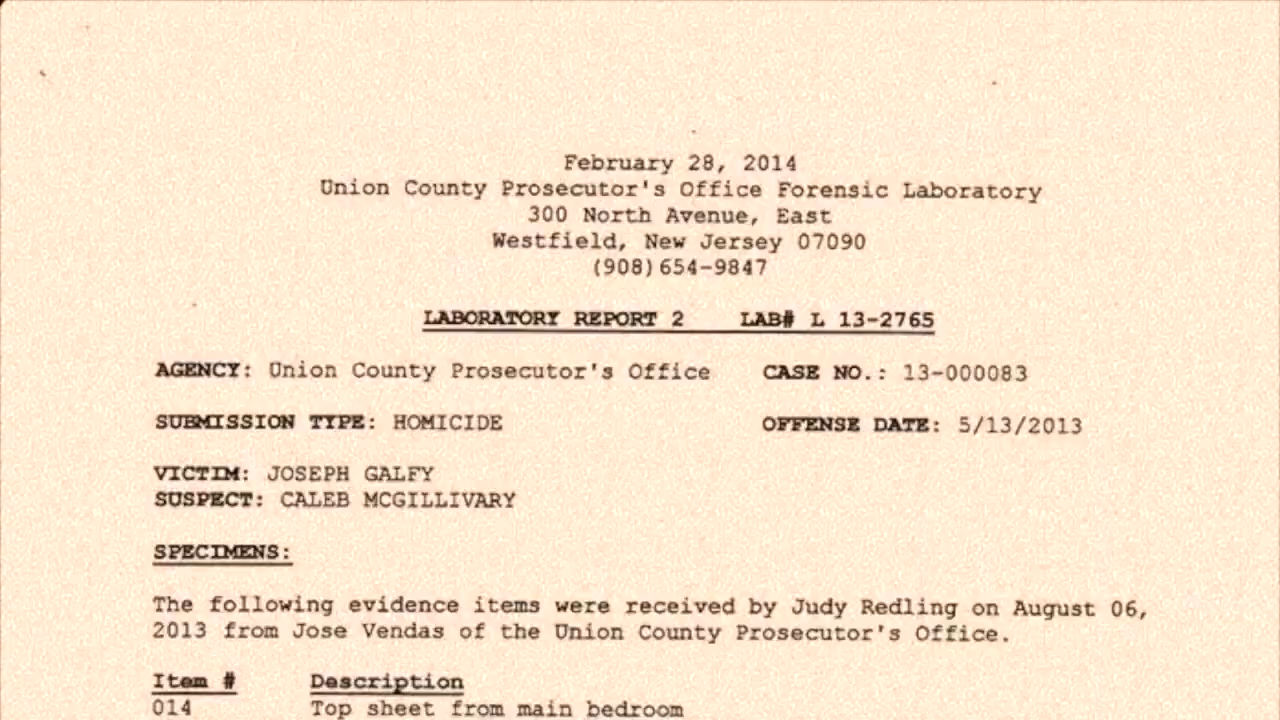 February 28, 2014
Union County Prosecutor's Office Forensic Laboratory
300 North Avenue, East
Westfield, New Jersey 07090
(908)654-9847
LABORATORY REPORT 2 LAB# L 13-2765
AGENCY: Union County Prosecutor's Office CASE NO.: 13-000083
SUBMISSION TYPE: HOMICIDE OFFENSE DATE: 5/13/2013
VICTIM: JOSEPH GALFY
SUSPECT: CALEB MCGILLIVARY
SPECIMENS:
The following evidence items were received by Judy Redling on August 06,
2013 from Jose Vendas of the Union County Prosecutor's Office.
Item # Description
014 Top sheet from main bedroom